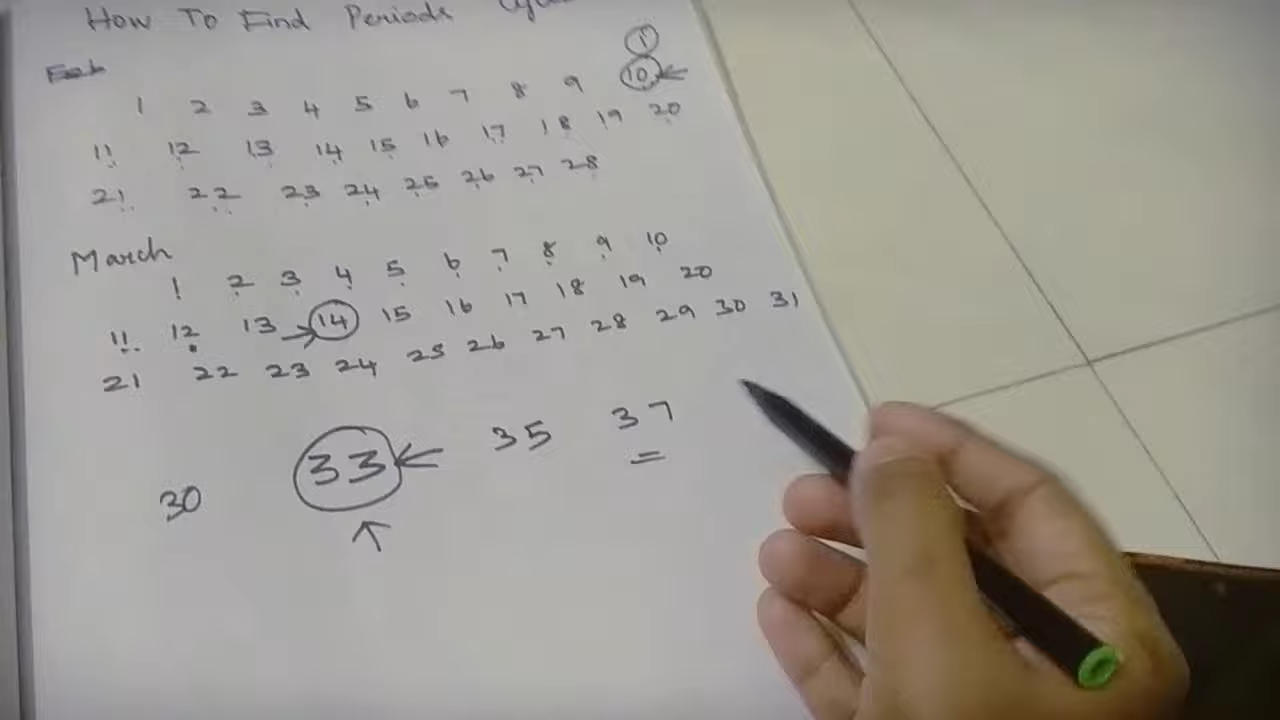 How To Find Periods
Feb
1
1 2 3 4 5 6 7 8 9 10
11 12 13 14 15 16 17 18 19 20
21 22 23 24 25 26 27 28
March
1 2 3 4 5 6 7 8 9 10
11 12 13 14 15 16 17 18 19 20
21 22 23 24 25 26 27 28 29 30 31
30 33 35 37